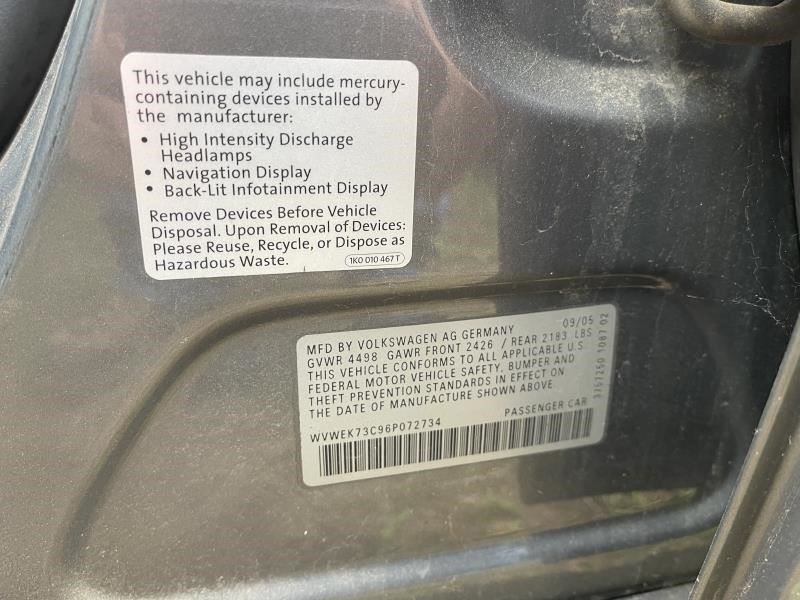 This vehicle may include mercury-
containing devices installed by
the manufacturer:
• High Intensity Discharge
Headlamps
• Navigation Display
• Back-Lit Infotainment Display
Remove Devices Before Vehicle
Disposal. Upon Removal of Devices:
Please Reuse, Recycle, or Dispose as
Hazardous Waste.
1K0 010 467 T
MFD BY VOLKSWAGEN AG GERMANY 09/05
GVWR 4498 GAWR FRONT 2426 / REAR 2183 LBS
THIS VEHICLE CONFORMS TO ALL APPLICABLE U.S.
FEDERAL MOTOR VEHICLE SAFETY, BUMPER AND
THEFT PREVENTION STANDARDS IN EFFECT ON
THE DATE OF MANUFACTURE SHOWN ABOVE.
WVWEK73C96P072734 PASSENGER CAR